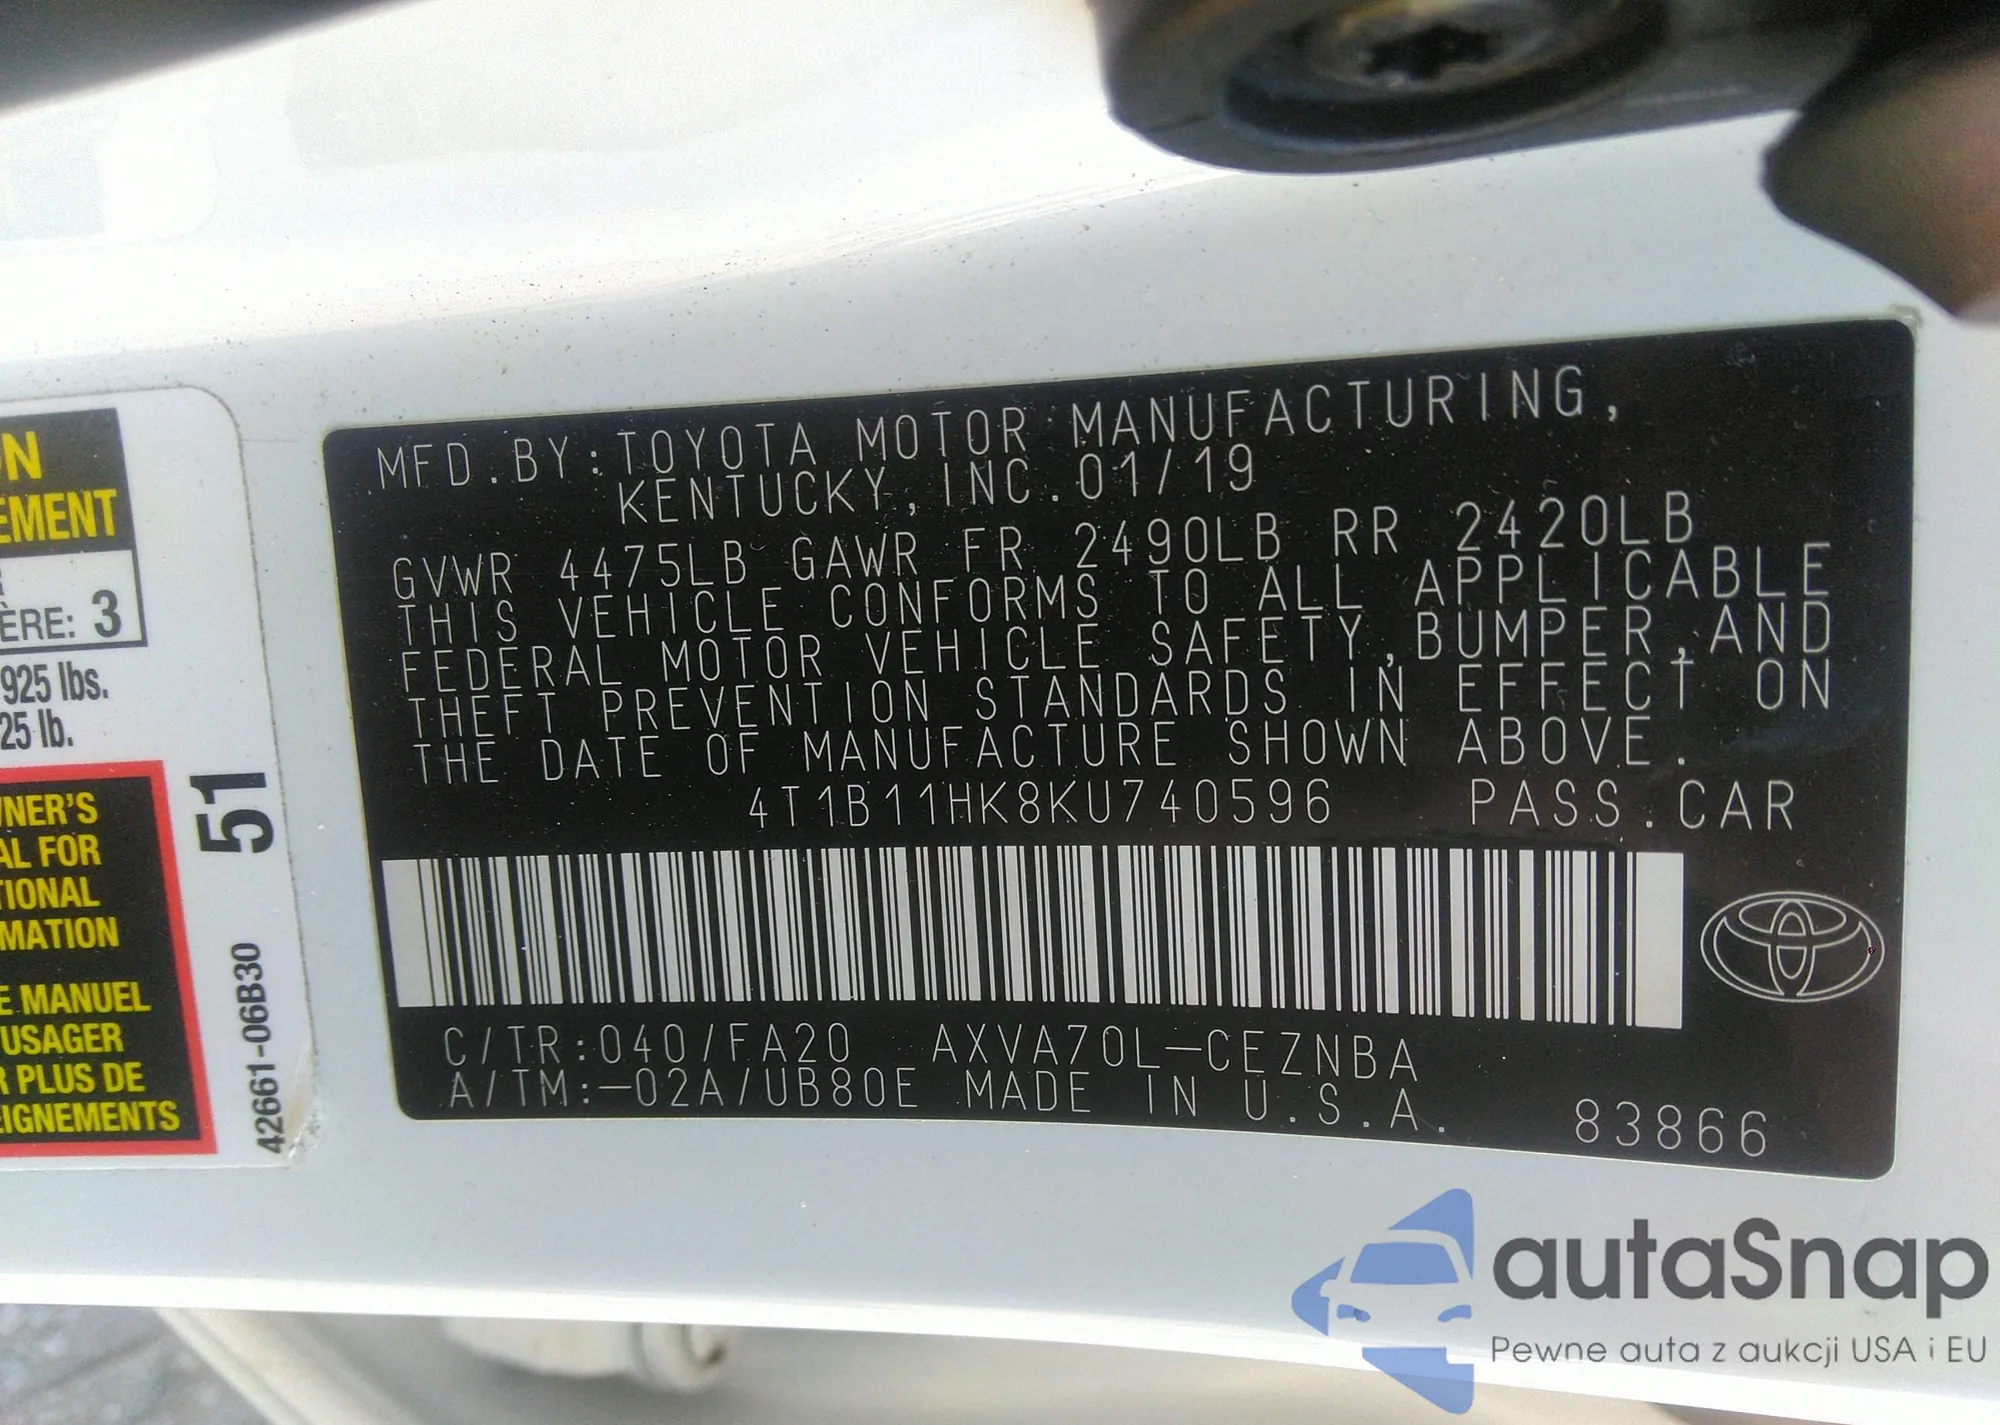 MFD.BY:TOYOTA MOTOR MANUFACTURING,
KENTUCKY,INC.01/19
GVWR 4475LB GAWR FR 2490LB RR 2420LB
THIS VEHICLE CONFORMS TO ALL APPLICABLE
FEDERAL MOTOR VEHICLE SAFETY,BUMPER,AND
THEFT PREVENTION STANDARDS IN EFFECT ON
THE DATE OF MANUFACTURE SHOWN ABOVE.
4T1B11HK8KU740596 PASS.CAR
C/TR:040/FA20 AXVA70L-CEZNBA
A/TM:-02A/UB80E MADE IN U.S.A.
83866
ON
EMENT
R
ÈRE: 3
925 lbs.
25 lb.
NER'S
AL FOR
TIONAL
MATION
E MANUEL
USAGER
R PLUS DE
EIGNEMENTS
51
42661-06B30
autaSnap
Pewne auta z aukcji USA i EU